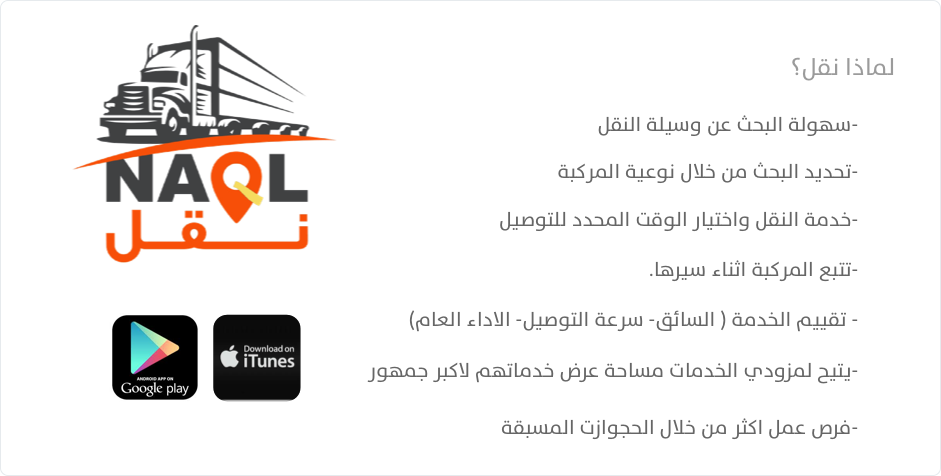 لماذا نقل؟
-سهولة البحث عن وسيلة النقل
-تحديد البحث من خلال نوعية المركبة
-خدمة النقل واختيار الوقت المحدد للتوصيل
-تتبع المركبة اثناء سيرها.
- تقييم الخدمة ( السائق- سرعة التوصيل- الاداء العام)
-يتيح لمزودي الخدمات مساحة عرض خدماتهم لاكبر جمهور
-فرص عمل اكثر من خلال الحجوازت المسبقة
NAQL
نقل
ANDROID APP ON
Google play
Download on
iTunes